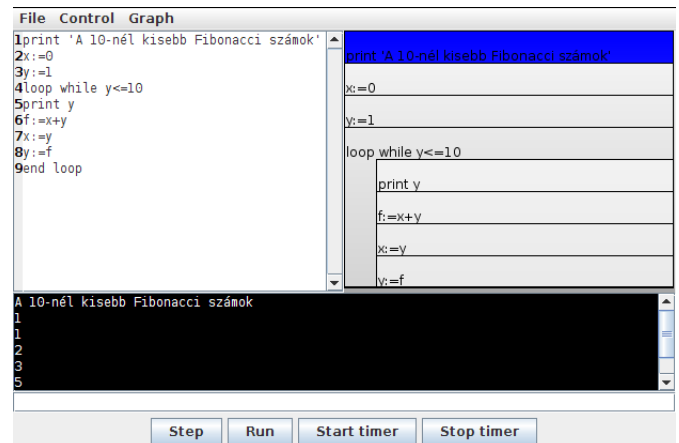 File Control Graph
1print 'A 10-nél kisebb Fibonacci számok'
2x:=0
3y:=1
4loop while y<=10
5print y
6f:=x+y
7x:=y
8y:=f
9end loop
print 'A 10-nél kisebb Fibonacci számok'
x:=0
y:=1
loop while y<=10
print y
f:=x+y
x:=y
y:=f
A 10-nél kisebb Fibonacci számok
1
1
2
3
5
Step Run Start timer Stop timer